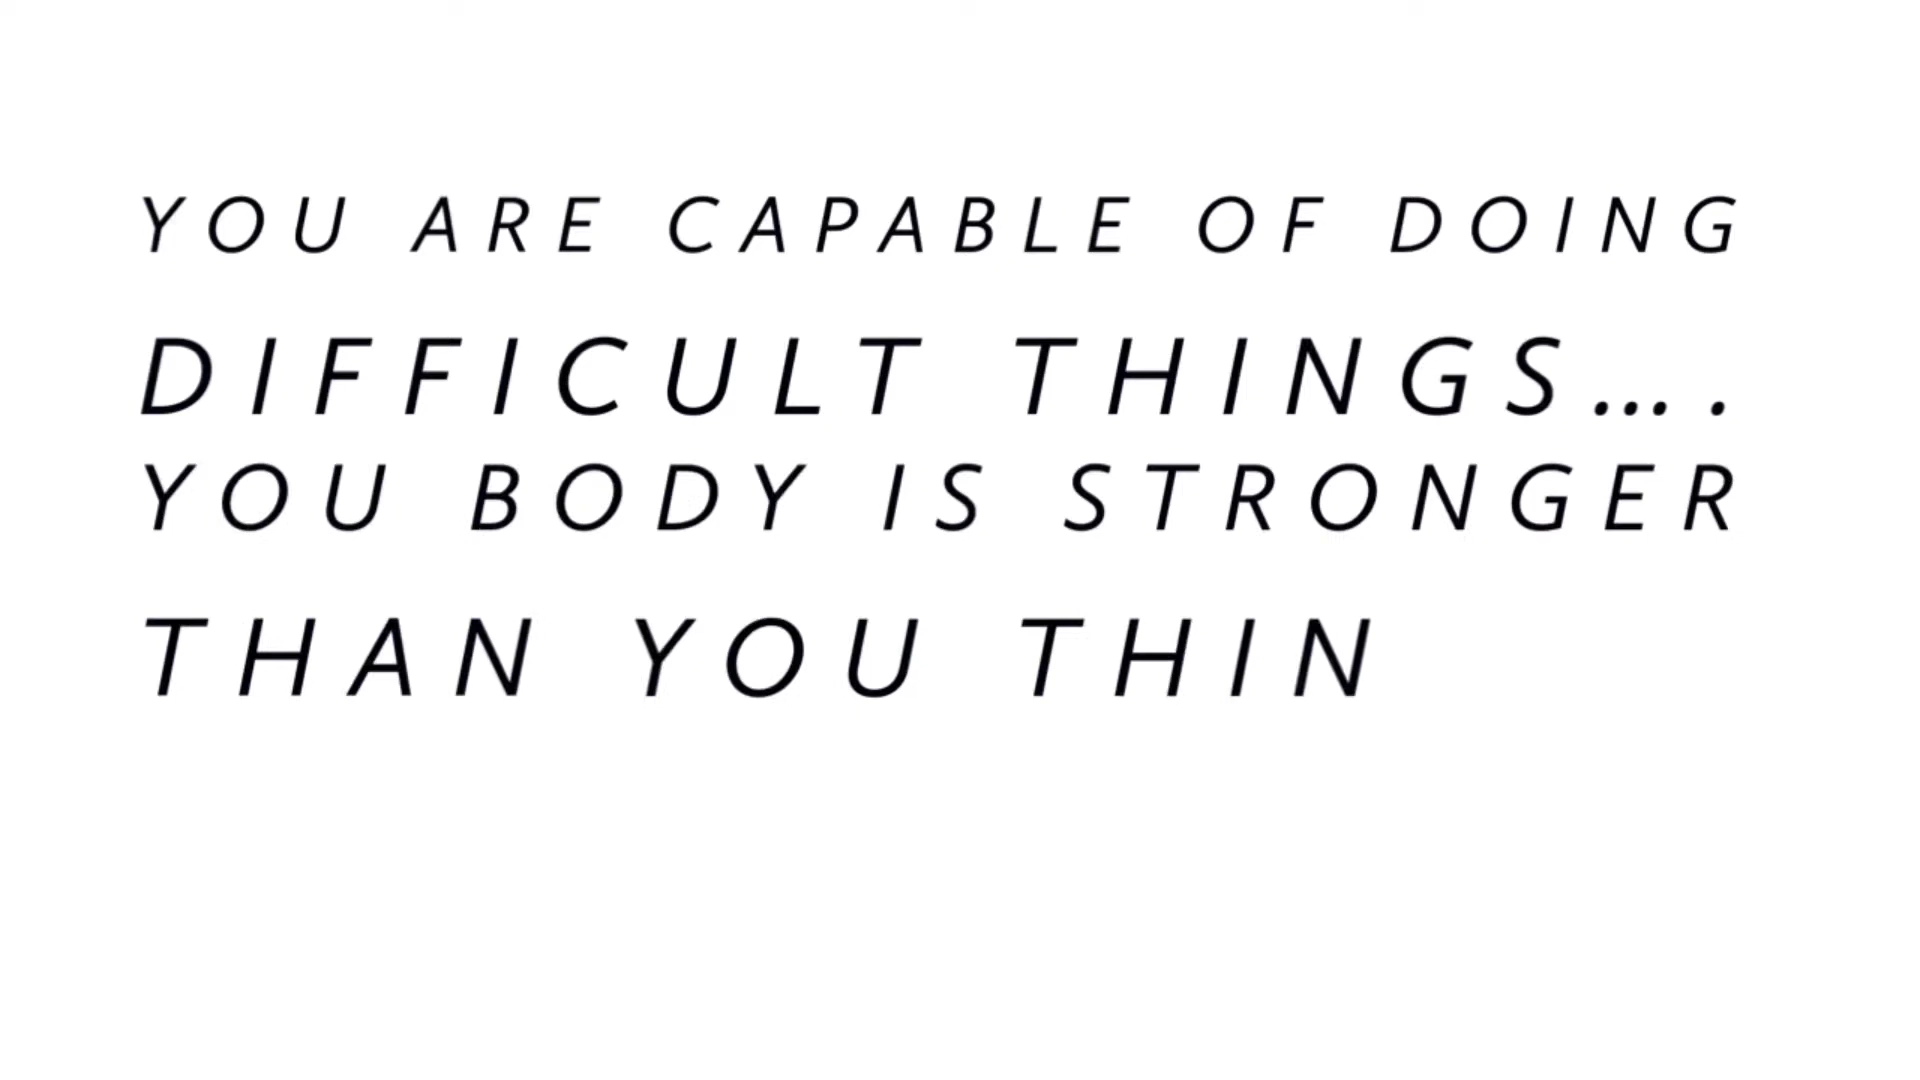 YOU ARE CAPABLE OF DOING
DIFFICULT THINGS….
YOU BODY IS STRONGER
THAN YOU THIN